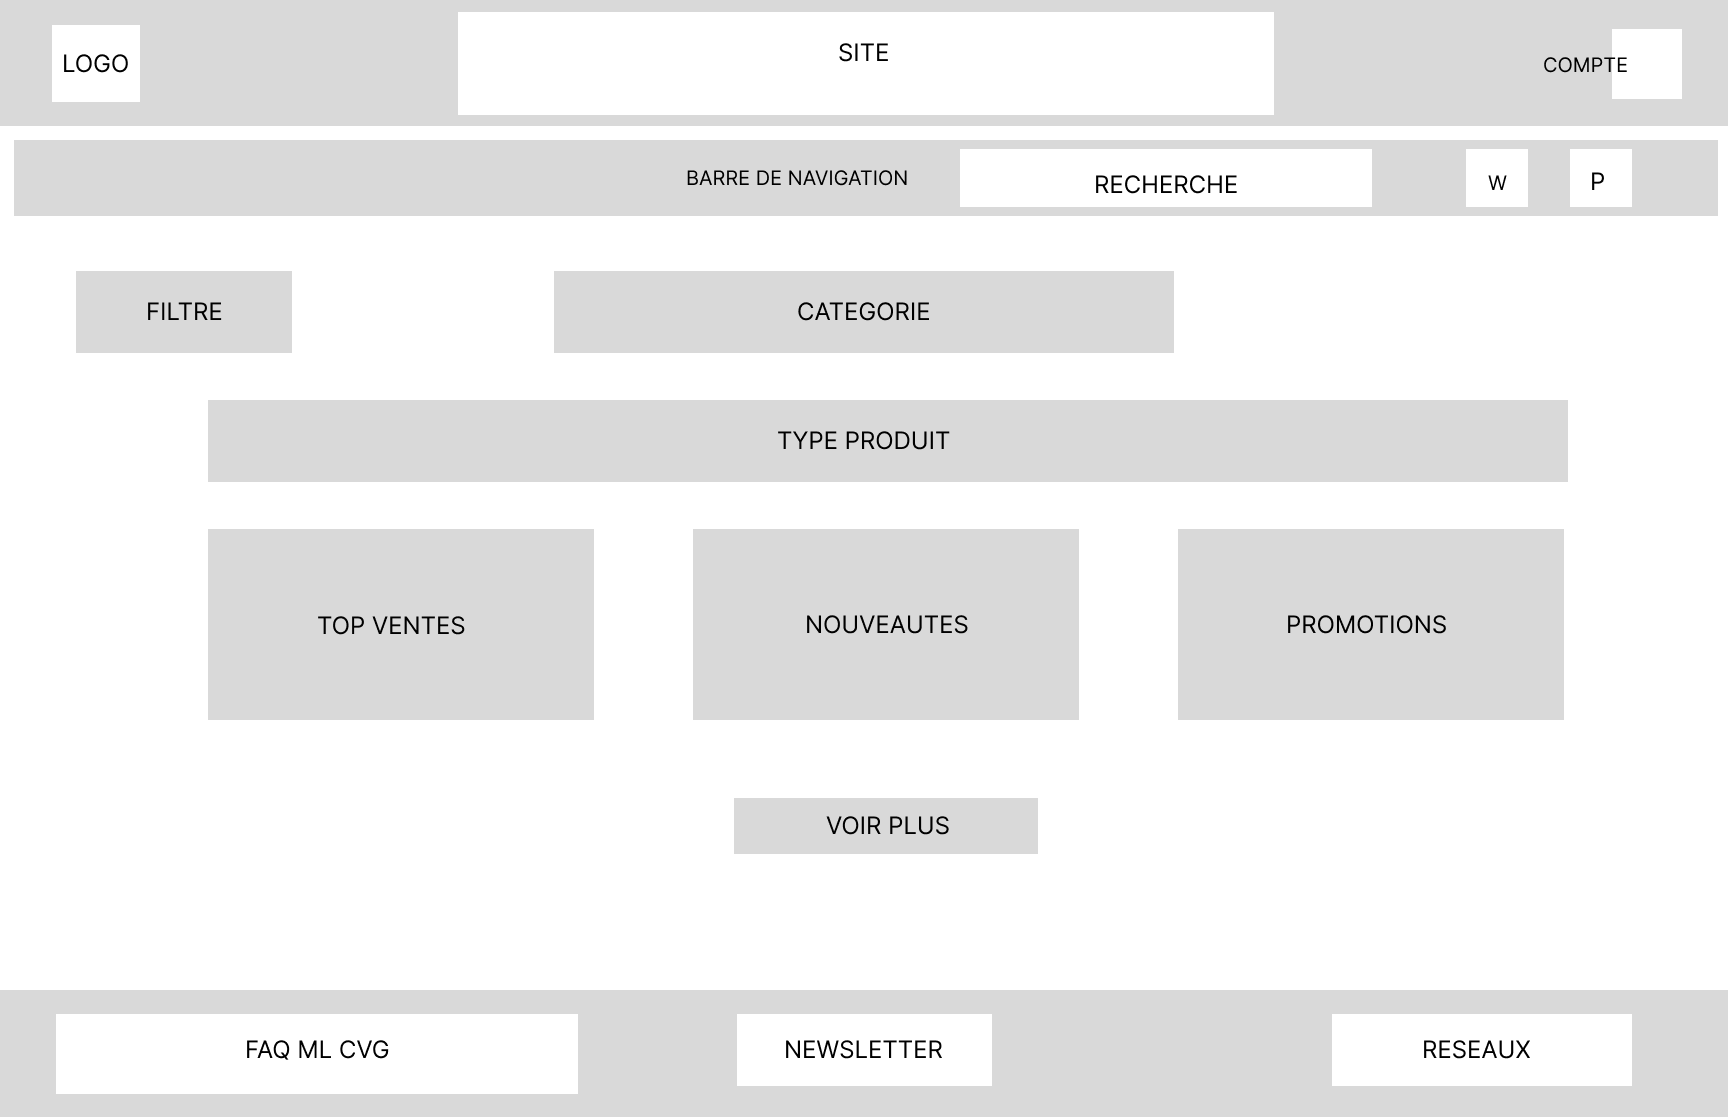 LOGO
SITE
COMPTE
BARRE DE NAVIGATION
RECHERCHE
W
P
FILTRE
CATEGORIE
TYPE PRODUIT
TOP VENTES
NOUVEAUTES
PROMOTIONS
VOIR PLUS
FAQ ML CVG
NEWSLETTER
RESEAUX